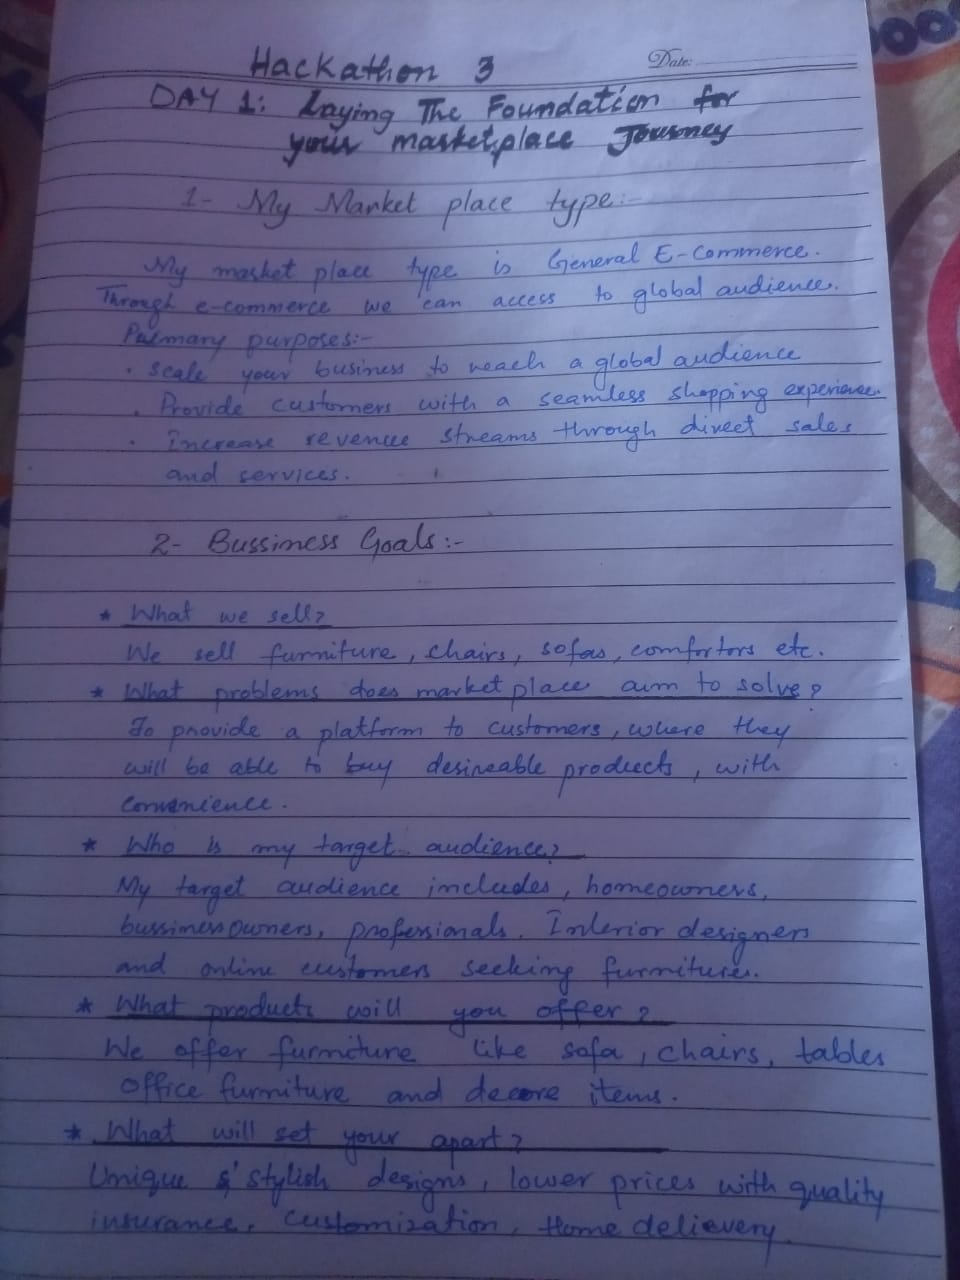 Date:
Hackathon 3
DAY 1: Laying The Foundation for
your marketplace Journey
1- My Market place type:-
My market place type is General E-Commerce.
Through e-commerce we can access to global audience.
Primary purposes:-
. scale your business to reach a global audience
. Provide customers with a seamless shopping experience.
. Increase revenue streams through direct sales
and services.
2- Bussiness Goals:-
* What we sell?
We sell furniture, chairs, sofas, comfortors etc.
* What problems does market place aim to solve?
To provide a platform to customers, where they
will be able to buy desireable products, with
convenience.
* Who is my target audience?
My target audience includes, homeowners,
bussiness owners, professionals. Interior designers
and online customers seeking furnitures.
* What products will you offer?
We offer furniture like sofa, chairs, tables
office furniture and decore items.
* What will set your apart?
Unique & stylish designs, lower prices with quality
insurance, customization, Home delievery.